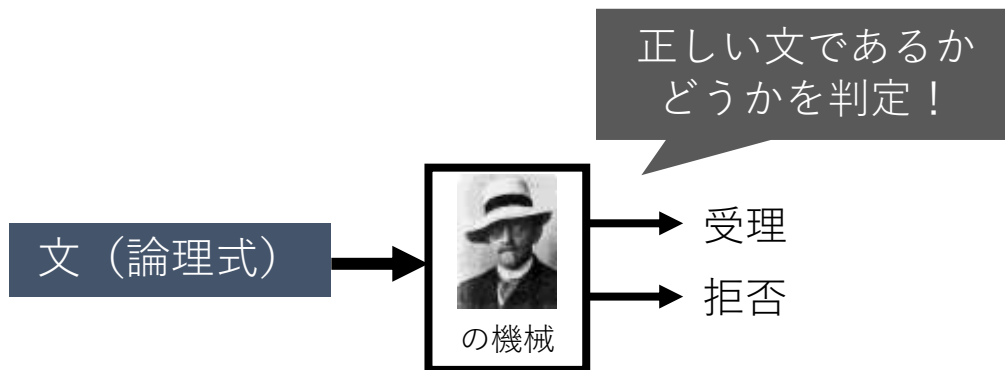 正しい文であるか
どうかを判定！
文（論理式）
の機械
受理
拒否